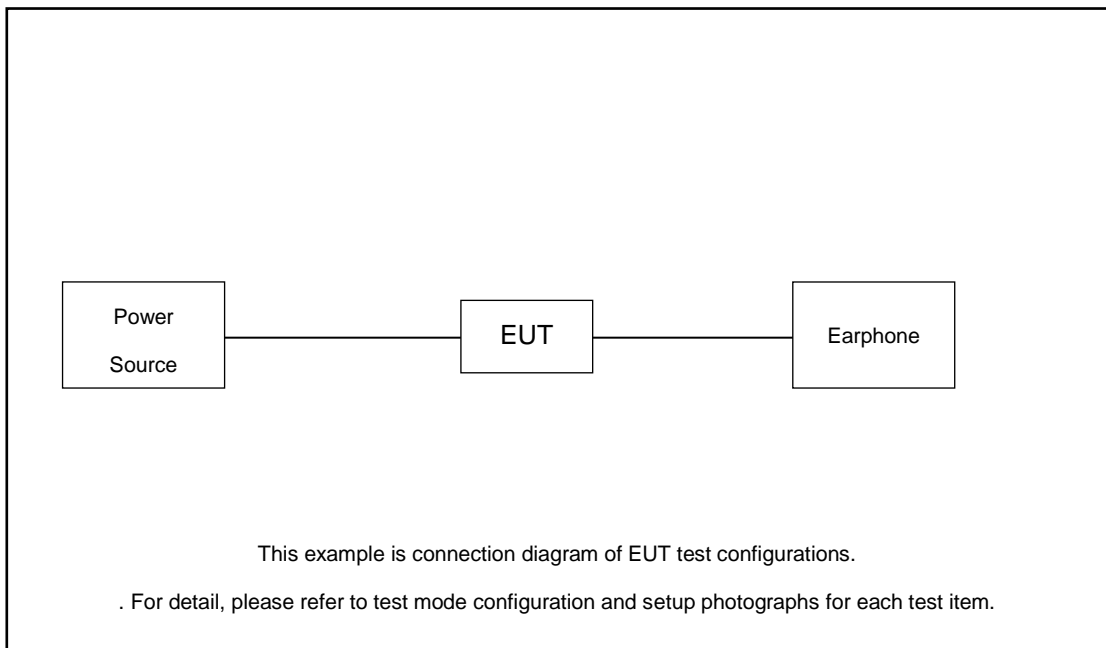 Power
Source
EUT
Earphone
This example is connection diagram of EUT test configurations.
. For detail, please refer to test mode configuration and setup photographs for each test item.